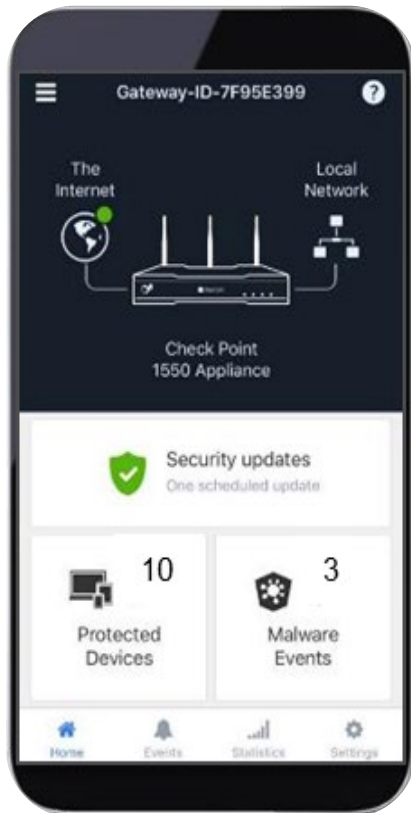 Gateway-ID-7F95E399
?
The
Internet
Local
Network
Check Point
1550 Appliance
Security updates
One scheduled update
10
3
Protected
Devices
Malware
Events
Home
Events
Statistics
Settings